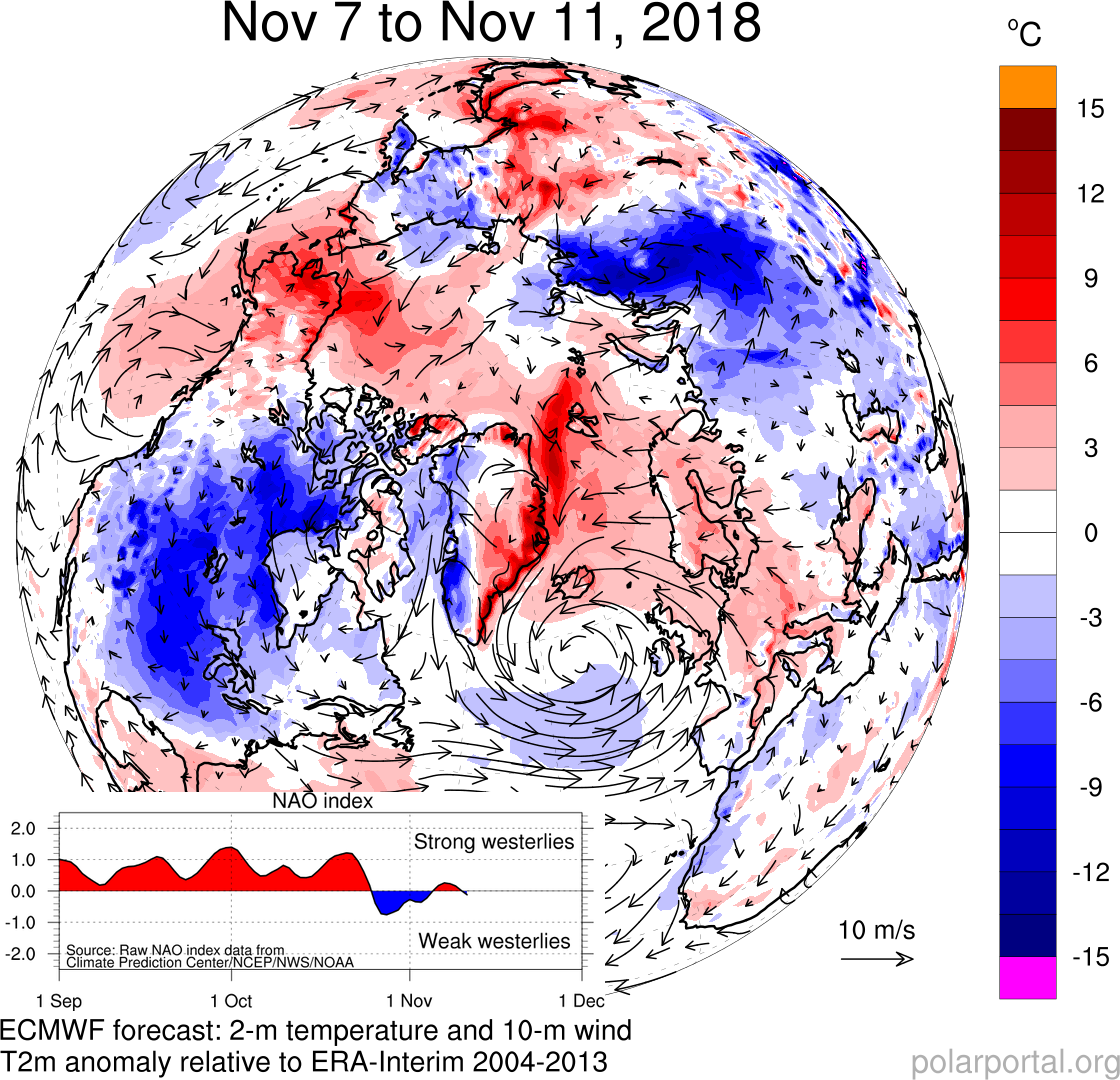 Nov 7 to Nov 11, 2018
°C
15
12
9
6
3
0
-3
-6
-9
-12
-15
10 m/s
NAO index
2.0
1.0
0.0
-1.0
-2.0
Strong westerlies
Weak westerlies
Source: Raw NAO index data from
Climate Prediction Center/NCEP/NWS/NOAA
1 Sep
1 Oct
1 Nov
1 Dec
ECMWF forecast: 2-m temperature and 10-m wind
T2m anomaly relative to ERA-Interim 2004-2013
polarportal.org